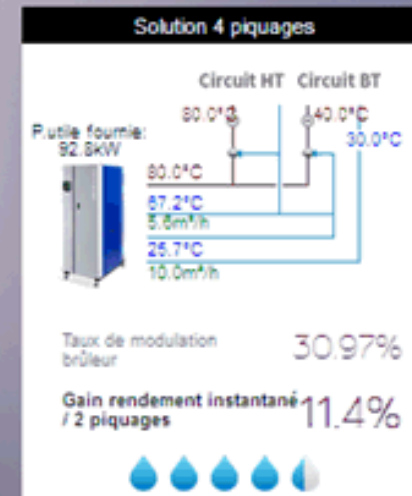 Solution 4 piquages
Circuit HT Circuit BT
80.0°C 40.0°C
P.utile fournie:
92.8kW
30.0°C
80.0°C
67.2°C
5.6m³/h
25.7°C
10.0m³/h
Taux de modulation
brûleur
30.97%
Gain rendement instantané
/ 2 piquages
11.4%